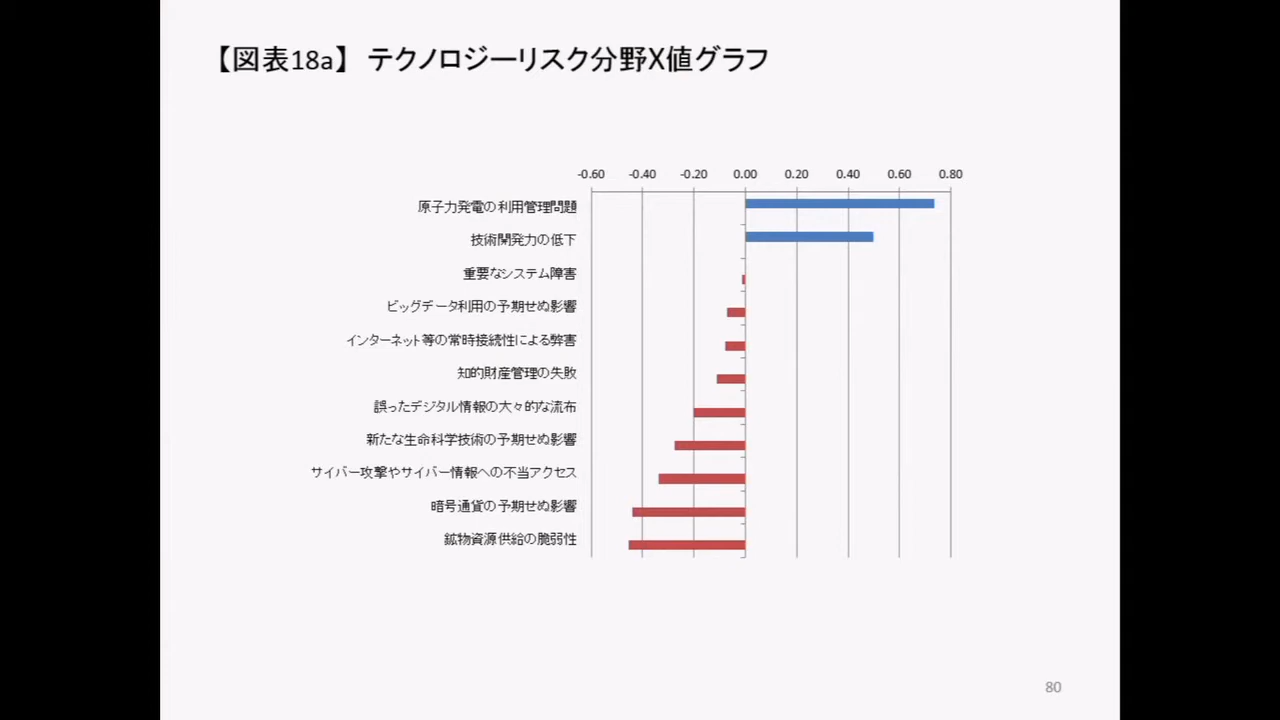 【図表18a】 テクノロジーリスク分野X値グラフ
-0.60 -0.40 -0.20 0.00 0.20 0.40 0.60 0.80
原子力発電の利用管理問題
技術開発力の低下
重要なシステム障害
ビッグデータ利用の予期せぬ影響
インターネット等の常時接続性による弊害
知的財産管理の失敗
誤ったデジタル情報の大々的な流布
新たな生命科学技術の予期せぬ影響
サイバー攻撃やサイバー情報への不当アクセス
暗号通貨の予期せぬ影響
鉱物資源供給の脆弱性
80